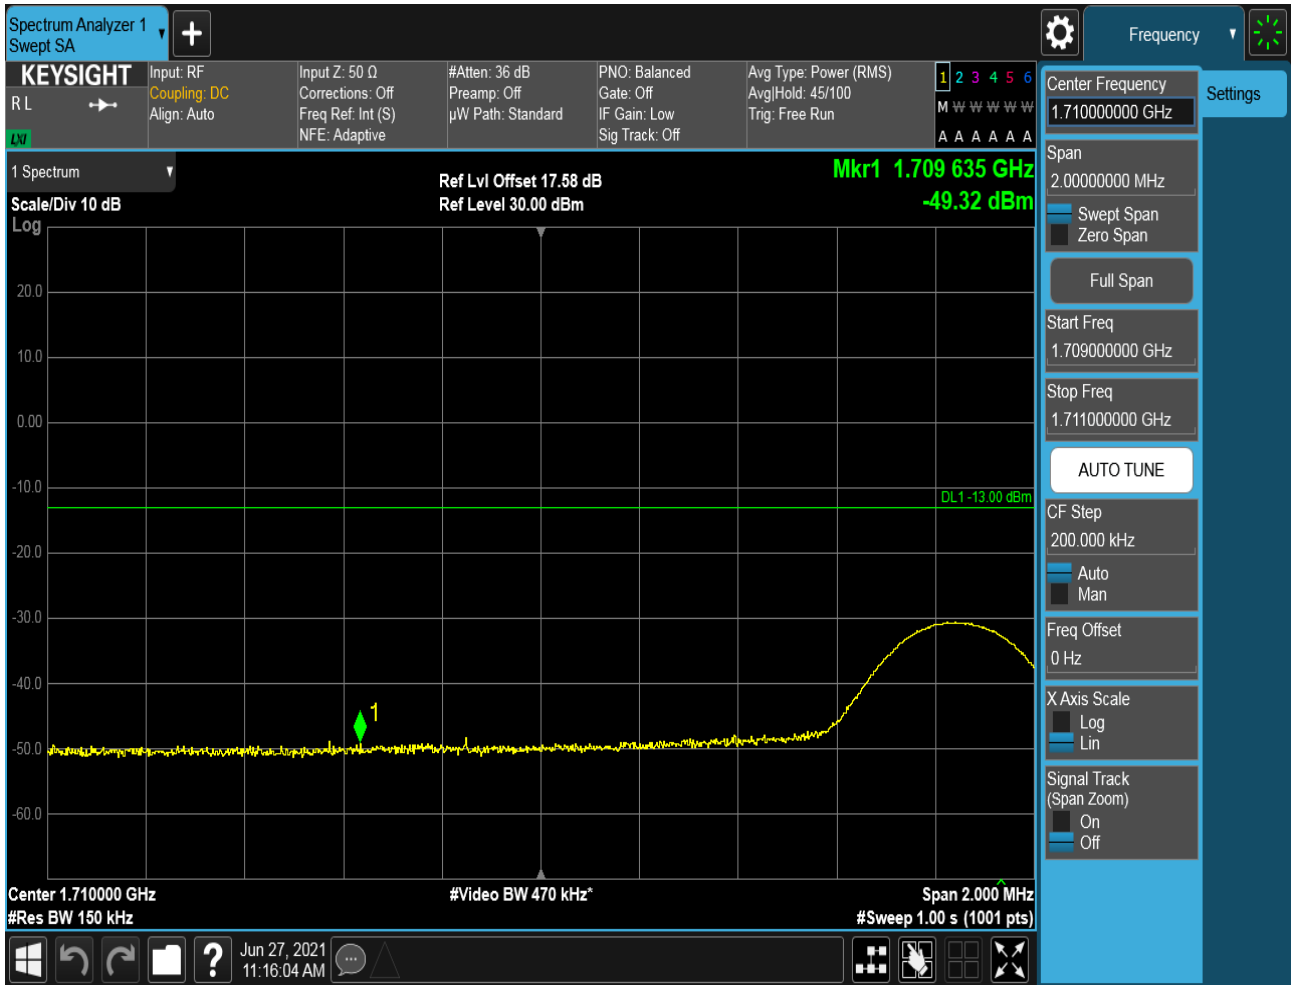 Spectrum Analyzer 1
Swept SA
Frequency
KEYSIGHT
R L
LXI
Input: RF
Coupling: DC
Align: Auto
Input Z: 50 Ω
Corrections: Off
Freq Ref: Int (S)
NFE: Adaptive
#Atten: 36 dB
Preamp: Off
µW Path: Standard
PNO: Balanced
Gate: Off
IF Gain: Low
Sig Track: Off
Avg Type: Power (RMS)
Avg|Hold: 45/100
Trig: Free Run
1 2 3 4 5 6
M W W W W W
A A A A A A
1 Spectrum
Scale/Div 10 dB
Log
Ref Lvl Offset 17.58 dB
Ref Level 30.00 dBm
Mkr1 1.709 635 GHz
-49.32 dBm
20.0
10.0
0.00
-10.0
DL1 -13.00 dBm
-20.0
-30.0
-40.0
1
-50.0
-60.0
Center 1.710000 GHz
#Video BW 470 kHz*
Span 2.000 MHz
#Res BW 150 kHz
#Sweep 1.00 s (1001 pts)
?
Jun 27, 2021
11:16:04 AM
Center Frequency
1.710000000 GHz
Settings
Span
2.00000000 MHz
Swept Span
Zero Span
Full Span
Start Freq
1.709000000 GHz
Stop Freq
1.711000000 GHz
AUTO TUNE
CF Step
200.000 kHz
Auto
Man
Freq Offset
0 Hz
X Axis Scale
Log
Lin
Signal Track
(Span Zoom)
On
Off